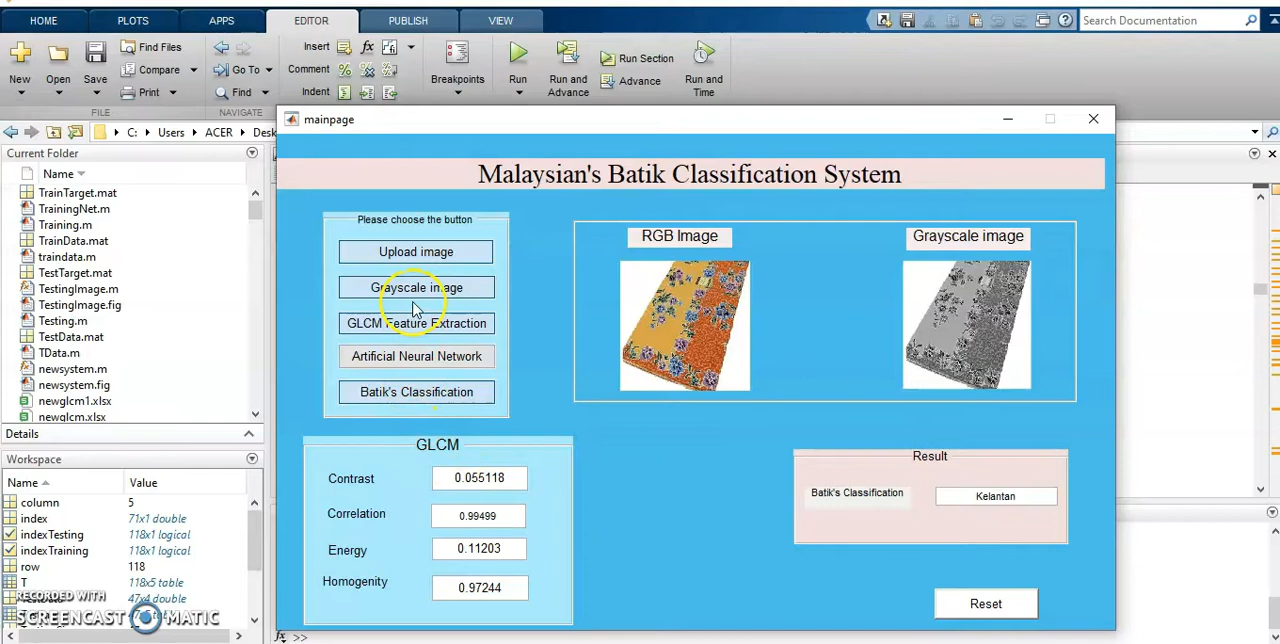 HOME PLOTS APPS EDITOR PUBLISH VIEW Search Documentation
New Open Save Find Files Compare Print
Go To Find
Insert fx
Comment
Indent
Breakpoints Run Run and Advance Run Section Advance Run and Time
FILE NAVIGATE
C: Users ACER Desk
Current Folder
Name
TrainTarget.mat
TrainingNet.m
Training.m
TrainData.mat
traindata.m
TestTarget.mat
TestingImage.m
TestingImage.fig
Testing.m
TestData.mat
TData.m
newsystem.m
newsystem.fig
newglcm1.xlsx
newglcm.xlsx
Details
Workspace
Name Value
column 5
index 71x1 double
indexTesting 118x1 logical
indexTraining 118x1 logical
row 118
T 118x5 table
47x4 double
RECORDED WITH
SCREENCAST MATIC
mainpage
Malaysian's Batik Classification System
Please choose the button
Upload image
Grayscale image
GLCM Feature Extraction
Artificial Neural Network
Batik's Classification
RGB Image Grayscale image
GLCM
Contrast 0.055118
Correlation 0.99499
Energy 0.11203
Homogenity 0.97244
Result
Batik's Classification Kelantan
Reset
fx >>